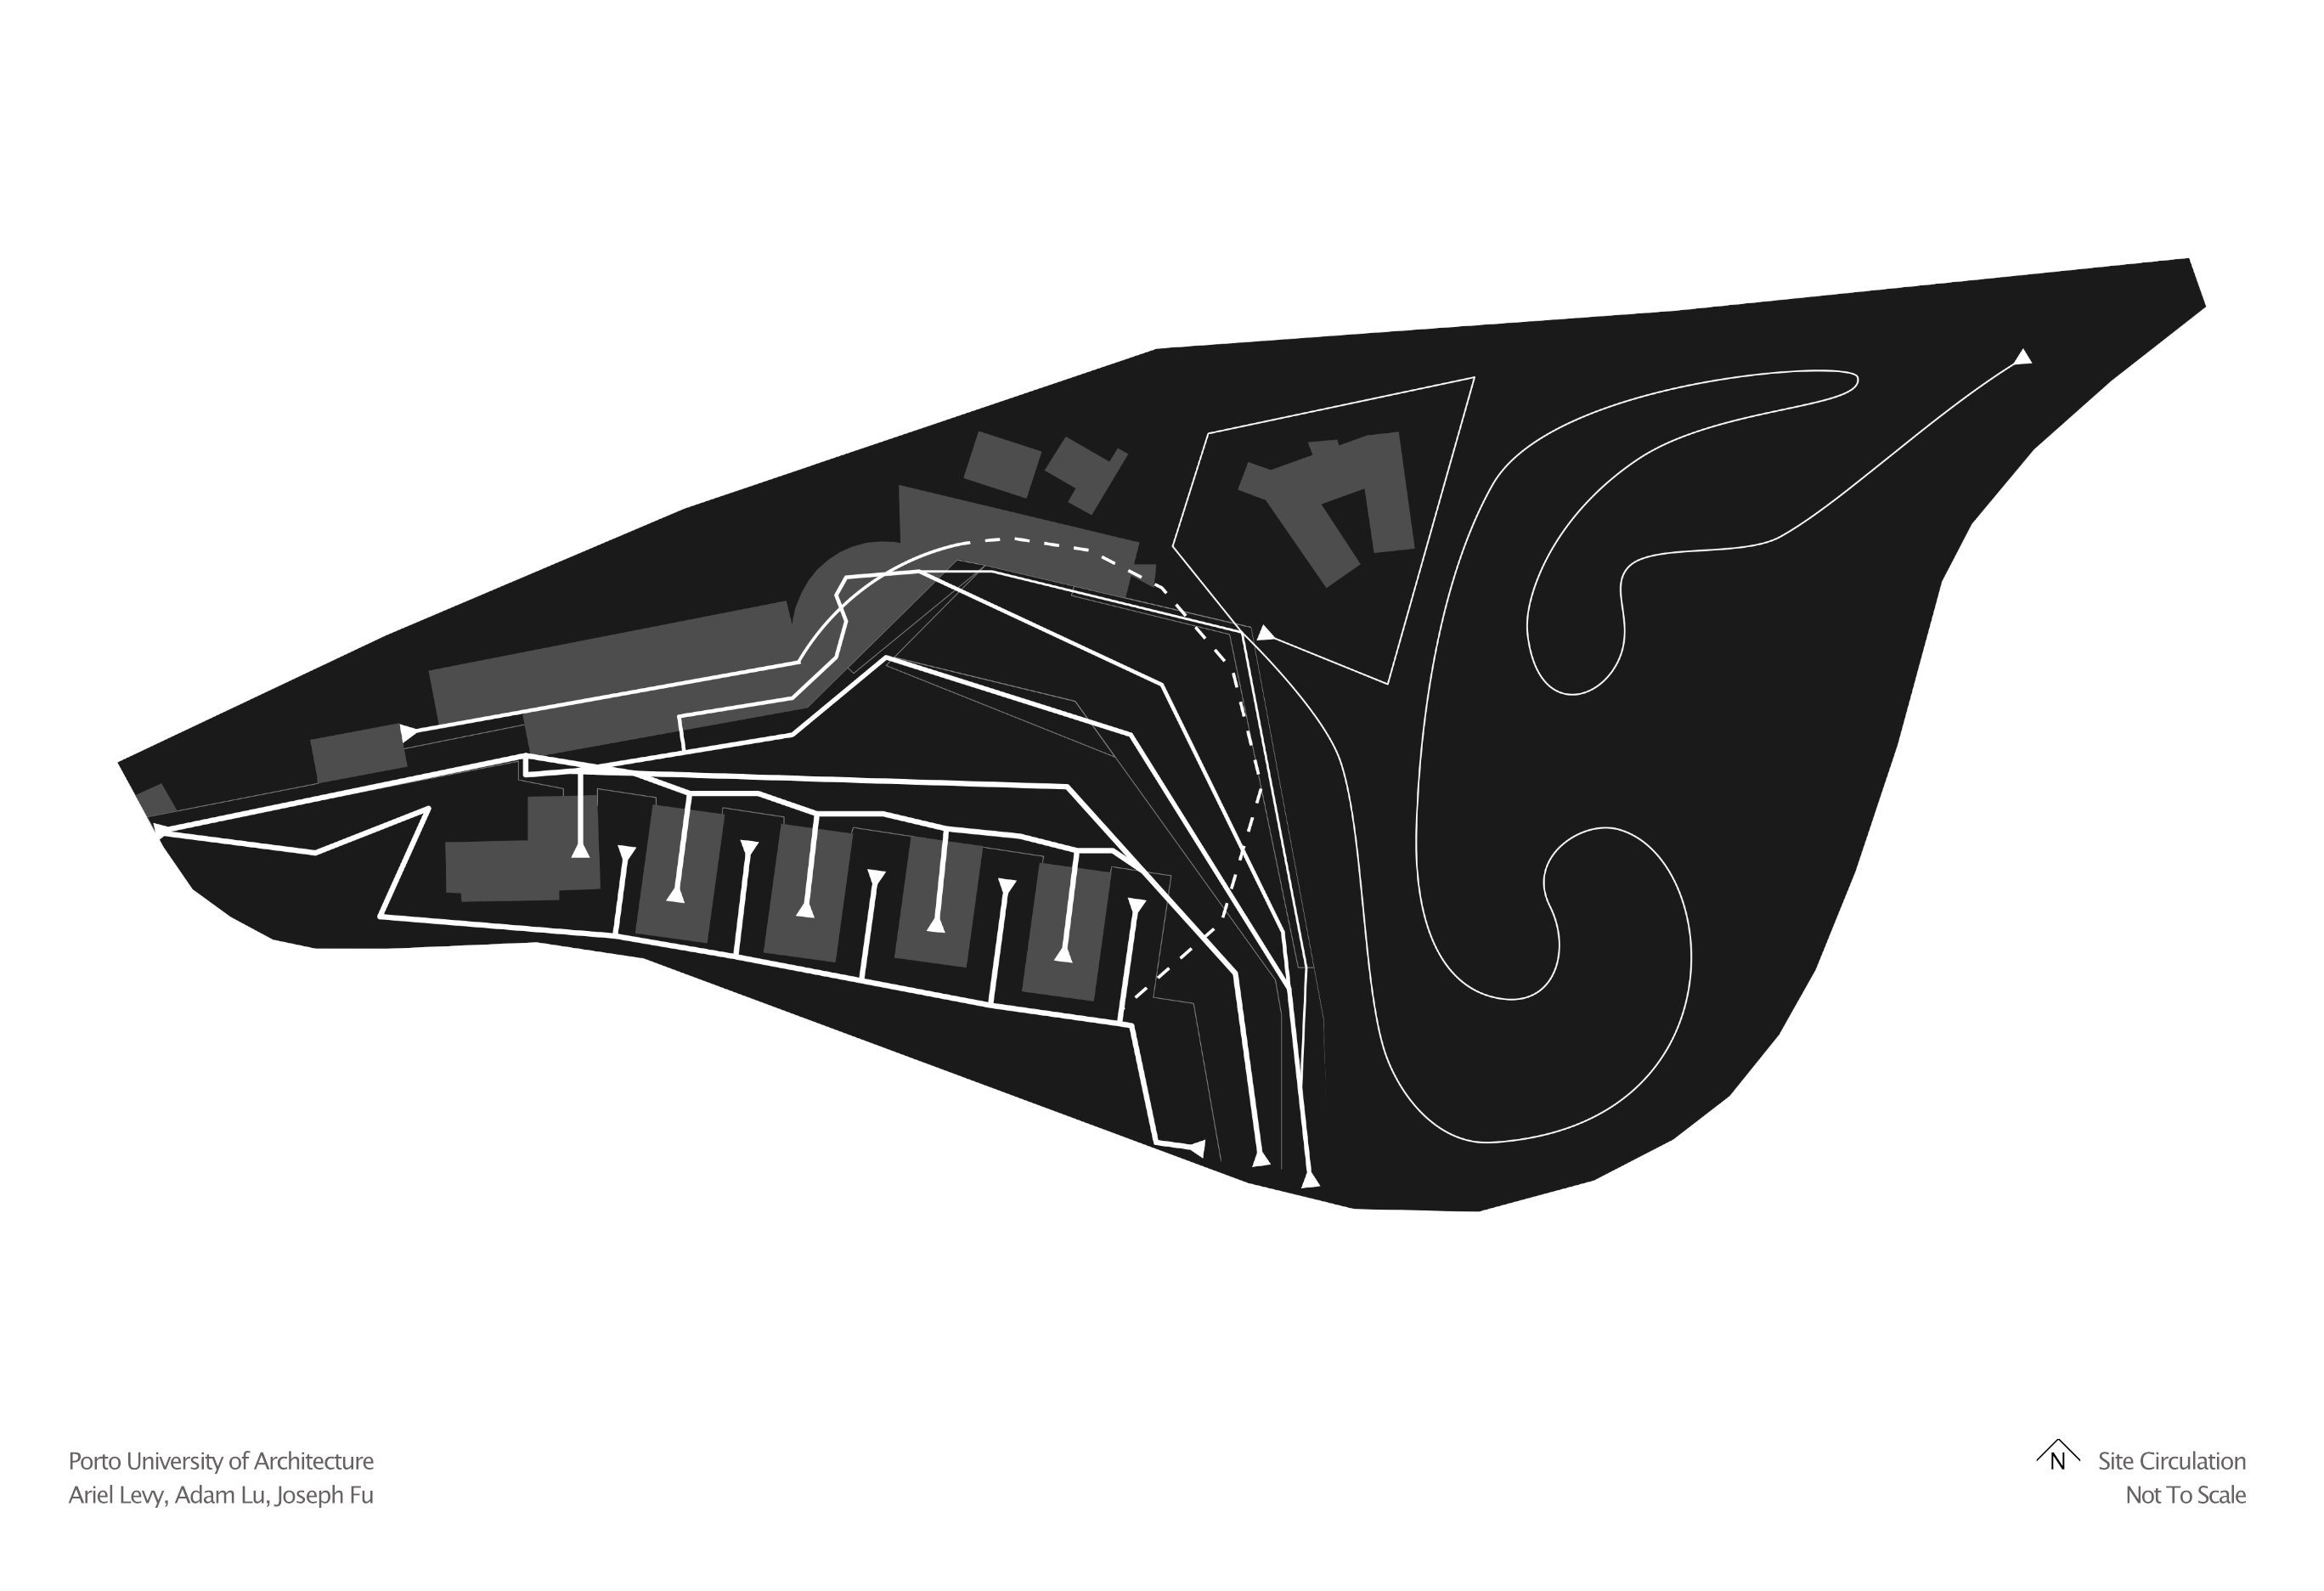 Porto University of Architecture
Ariel Levy, Adam Lu, Joseph Fu
N
Site Circulation
Not To Scale